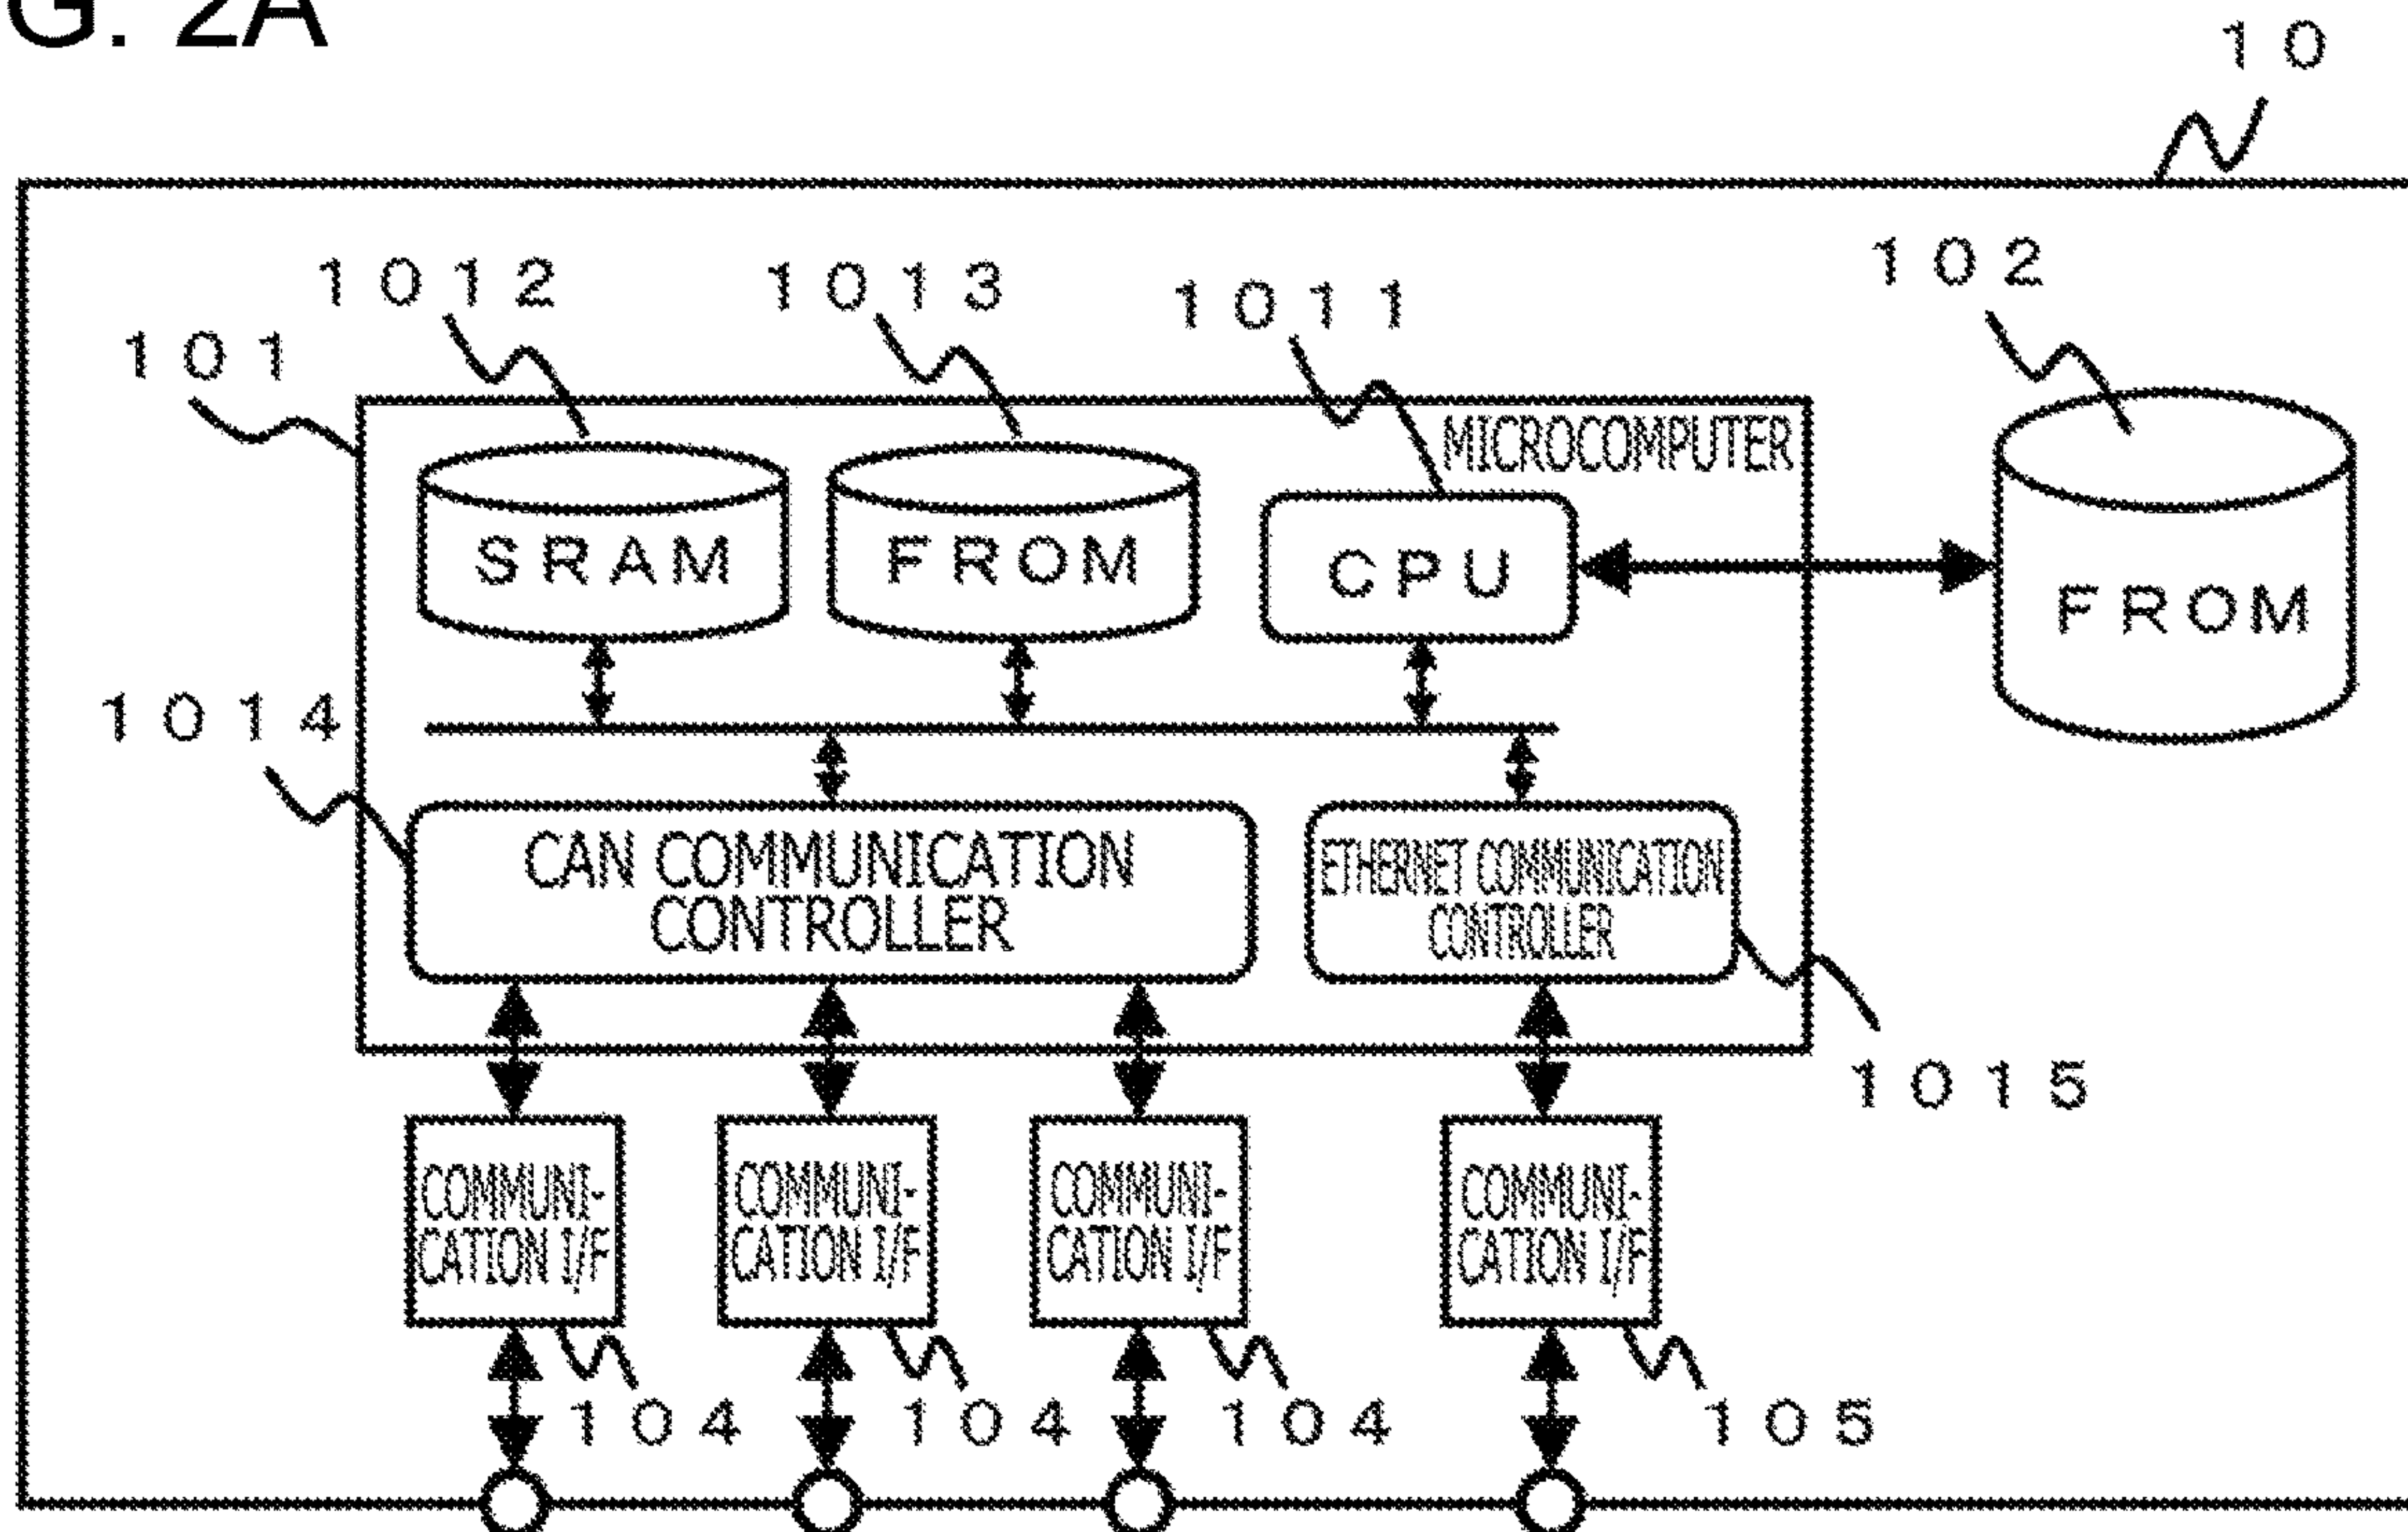 G. 2A
10
1012
1013
1011
102
101
MICROCOMPUTER
SRAM
FROM
CPU
FROM
1014
CAN COMMUNICATION
CONTROLLER
ETHERNET COMMUNICATION
CONTROLLER
1015
COMMUNI-
CATION I/F
COMMUNI-
CATION I/F
COMMUNI-
CATION I/F
COMMUNI-
CATION I/F
104
104
104
105